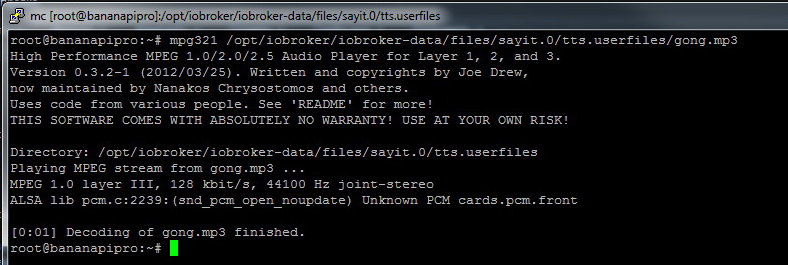 mc [root@bananapipro]:/opt/iobroker/iobroker-data/files/sayit.0/tts.userfiles
root@bananapipro:~# mpg321 /opt/iobroker/iobroker-data/files/sayit.0/tts.userfiles/gong.mp3
High Performance MPEG 1.0/2.0/2.5 Audio Player for Layer 1, 2, and 3.
Version 0.3.2-1 (2012/03/25). Written and copyrights by Joe Drew,
now maintained by Nanakos Chrysostomos and others.
Uses code from various people. See 'README' for more!
THIS SOFTWARE COMES WITH ABSOLUTELY NO WARRANTY! USE AT YOUR OWN RISK!
Directory: /opt/iobroker/iobroker-data/files/sayit.0/tts.userfiles
Playing MPEG stream from gong.mp3 ...
MPEG 1.0 layer III, 128 kbit/s, 44100 Hz joint-stereo
ALSA lib pcm.c:2239:(snd_pcm_open_noupdate) Unknown PCM cards.pcm.front
[0:01] Decoding of gong.mp3 finished.
root@bananapipro:~#